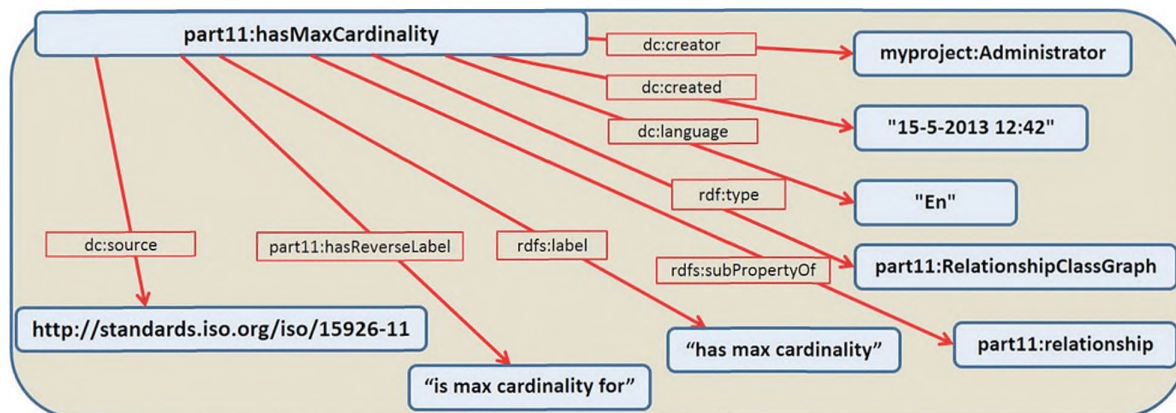 part11:hasMaxCardinality
dc:creator
myproject:Administrator
dc:created
"15-5-2013 12:42"
dc:language
"En"
rdf:type
part11:RelationshipClassGraph
dc:source
part11:hasReverseLabel
rdfs:label
rdfs:subPropertyOf
http://standards.iso.org/iso/15926-11
“has max cardinality”
part11:relationship
“is max cardinality for”